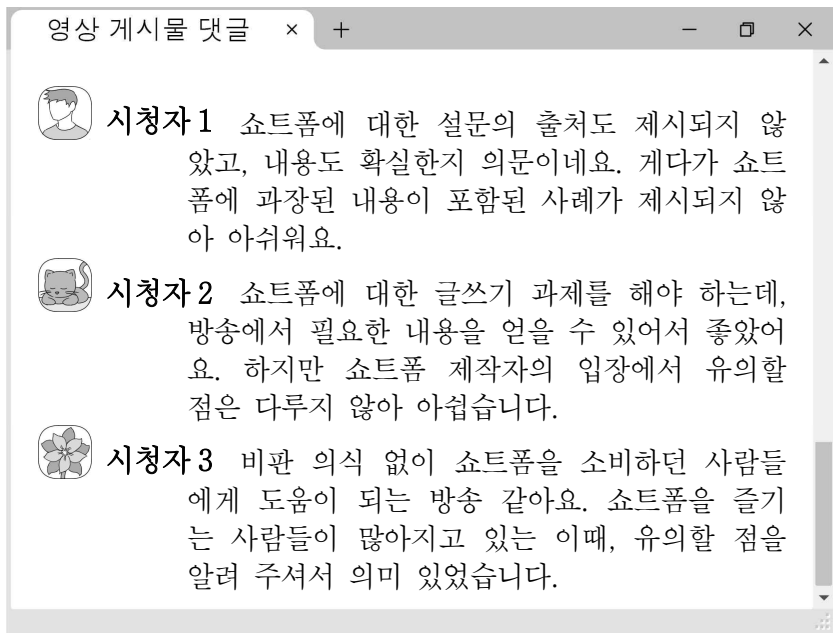 영상 게시물 댓글 × +
시청자 1 쇼트폼에 대한 설문의 출처도 제시되지 않
았고, 내용도 확실한지 의문이네요. 게다가 쇼트
폼에 과장된 내용이 포함된 사례가 제시되지 않
아 아쉬워요.
시청자 2 쇼트폼에 대한 글쓰기 과제를 해야 하는데,
방송에서 필요한 내용을 얻을 수 있어서 좋았어
요. 하지만 쇼트폼 제작자의 입장에서 유의할
점은 다루지 않아 아쉽습니다.
시청자 3 비판 의식 없이 쇼트폼을 소비하던 사람들
에게 도움이 되는 방송 같아요. 쇼트폼을 즐기
는 사람들이 많아지고 있는 이때, 유의할 점을
알려 주셔서 의미 있었습니다.